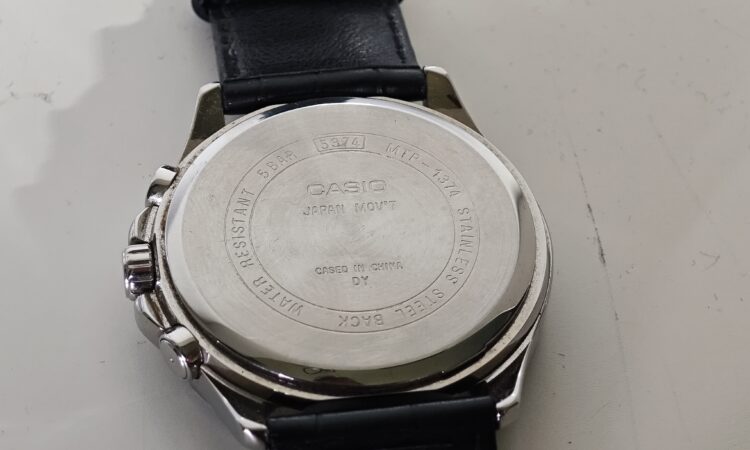 WATER RESISTANT 5BAR 5374 MTP-1374 STAINLESS STEEL BACK
CASIO
JAPAN MOV'T
CASED IN CHINA
DY